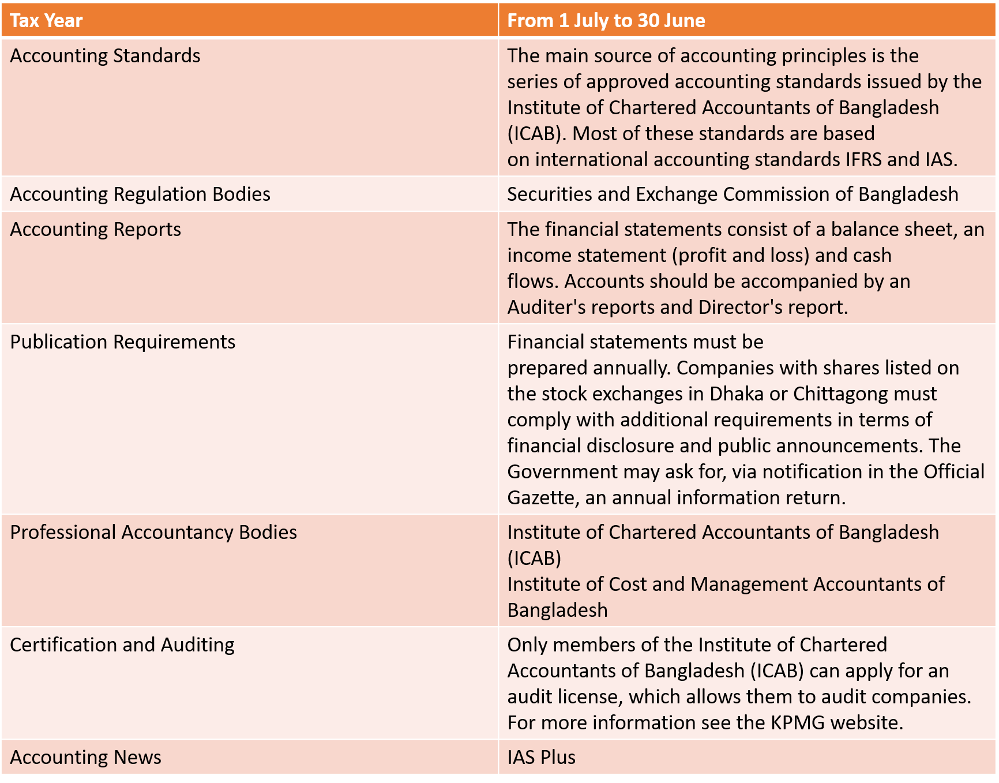 Tax Year
From 1 July to 30 June
Accounting Standards
The main source of accounting principles is the
series of approved accounting standards issued by the
Institute of Chartered Accountants of Bangladesh
(ICAB). Most of these standards are based
on international accounting standards IFRS and IAS.
Accounting Regulation Bodies
Securities and Exchange Commission of Bangladesh
Accounting Reports
The financial statements consist of a balance sheet, an
income statement (profit and loss) and cash
flows. Accounts should be accompanied by an
Auditer's reports and Director's report.
Publication Requirements
Financial statements must be
prepared annually. Companies with shares listed on
the stock exchanges in Dhaka or Chittagong must
comply with additional requirements in terms of
financial disclosure and public announcements. The
Government may ask for, via notification in the Official
Gazette, an annual information return.
Professional Accountancy Bodies
Institute of Chartered Accountants of Bangladesh
(ICAB)
Institute of Cost and Management Accountants of
Bangladesh
Certification and Auditing
Only members of the Institute of Chartered
Accountants of Bangladesh (ICAB) can apply for an
audit license, which allows them to audit companies.
For more information see the KPMG website.
Accounting News
IAS Plus